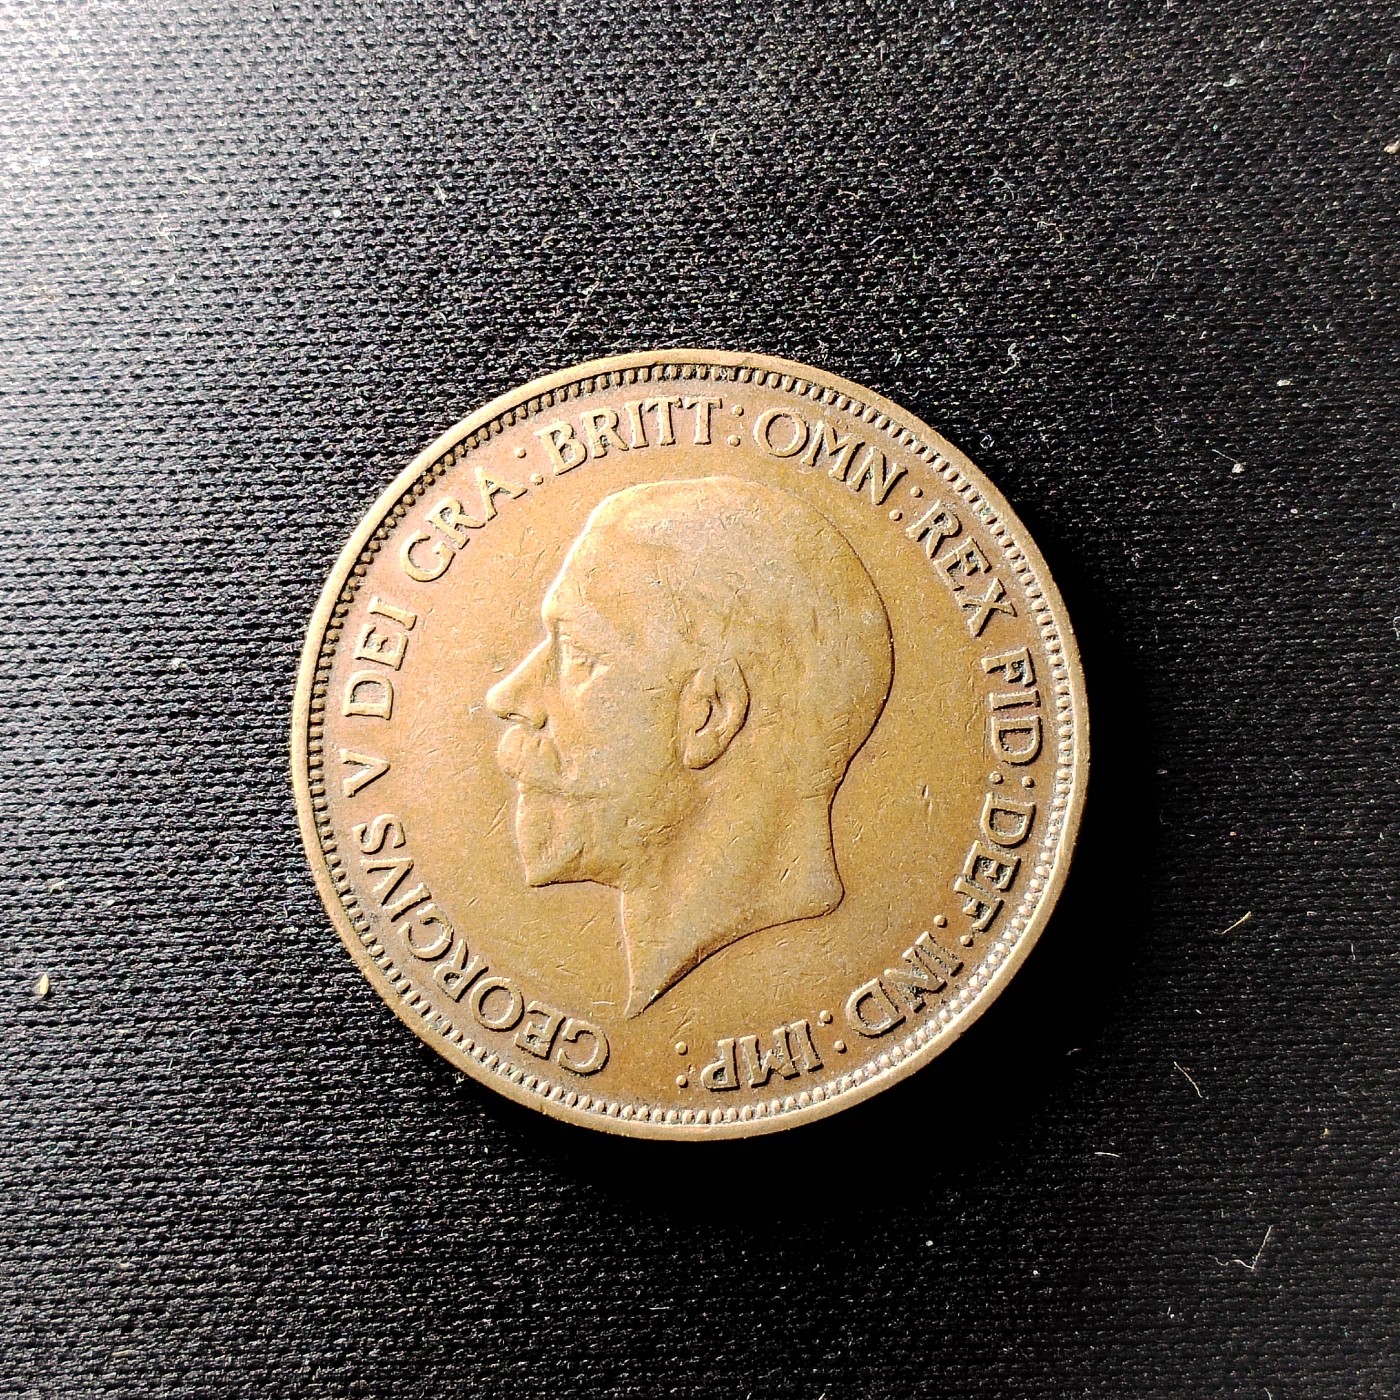 GEORGIVS V DEI GRA: BRITT: OMN: REX FID: DEF: IND: IMP: